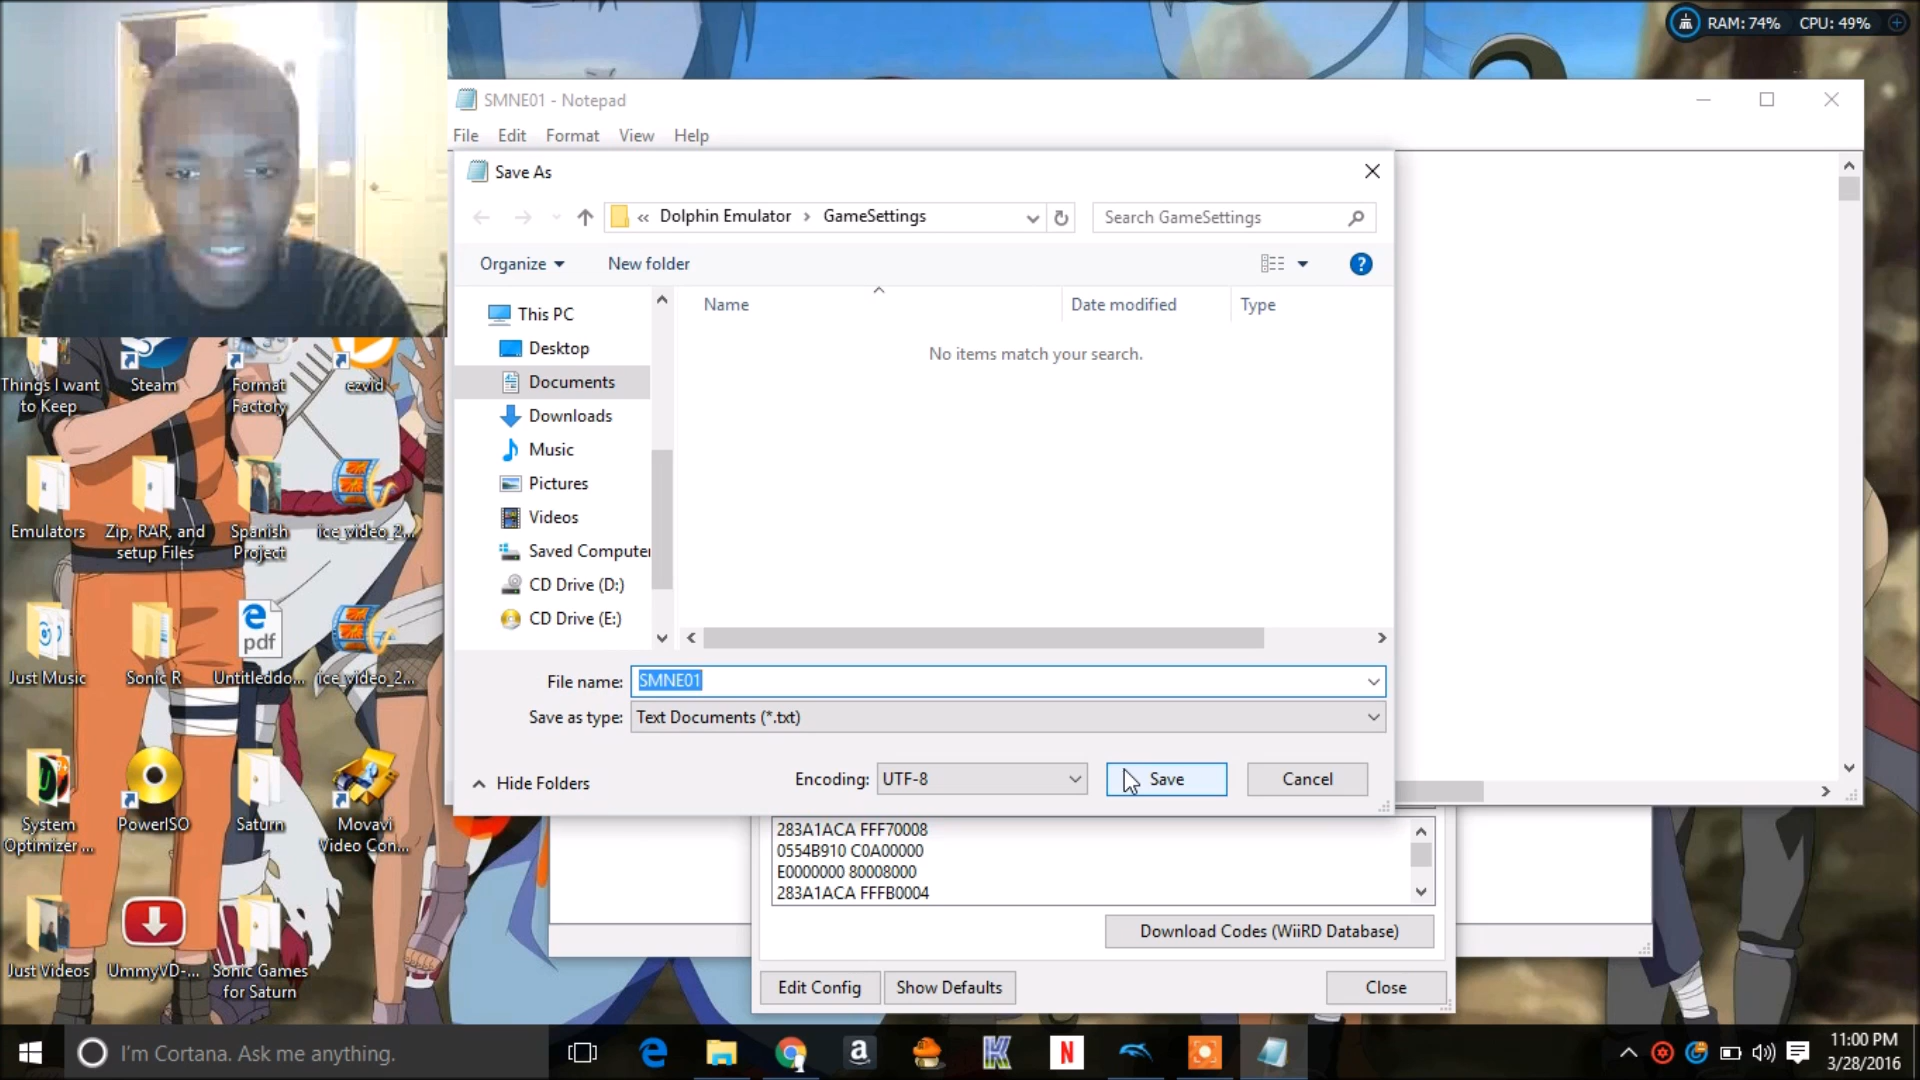 RAM: 74% CPU: 49%
SMNE01 - Notepad
File Edit Format View Help
Save As
« Dolphin Emulator › GameSettings
Search GameSettings
Organize New folder
Name Date modified Type
No items match your search.
This PC
Desktop
Documents
Downloads
Music
Pictures
Videos
Saved Computer
CD Drive (D:)
CD Drive (E:)
File name: SMNE01
Save as type: Text Documents (*.txt)
Hide Folders
Encoding: UTF-8
Save
Cancel
283A1ACA FFF70008
0554B910 C0A00000
E0000000 80008000
283A1ACA FFFB0004
Download Codes (WiiRD Database)
Edit Config
Show Defaults
Close
Things I want
to Keep
Steam
Format
Factory
ezvid
Emulators
Zip, RAR, and
setup Files
Spanish
Project
ice_video_2...
Just Music
Sonic R
pdf
Untitleddo...
ice_video_2...
System
Optimizer ...
PowerISO
Saturn
Movavi
Video Con...
Just Videos
UmmyVD-...
Sonic Games
for Saturn
I'm Cortana. Ask me anything.
11:00 PM
3/28/2016